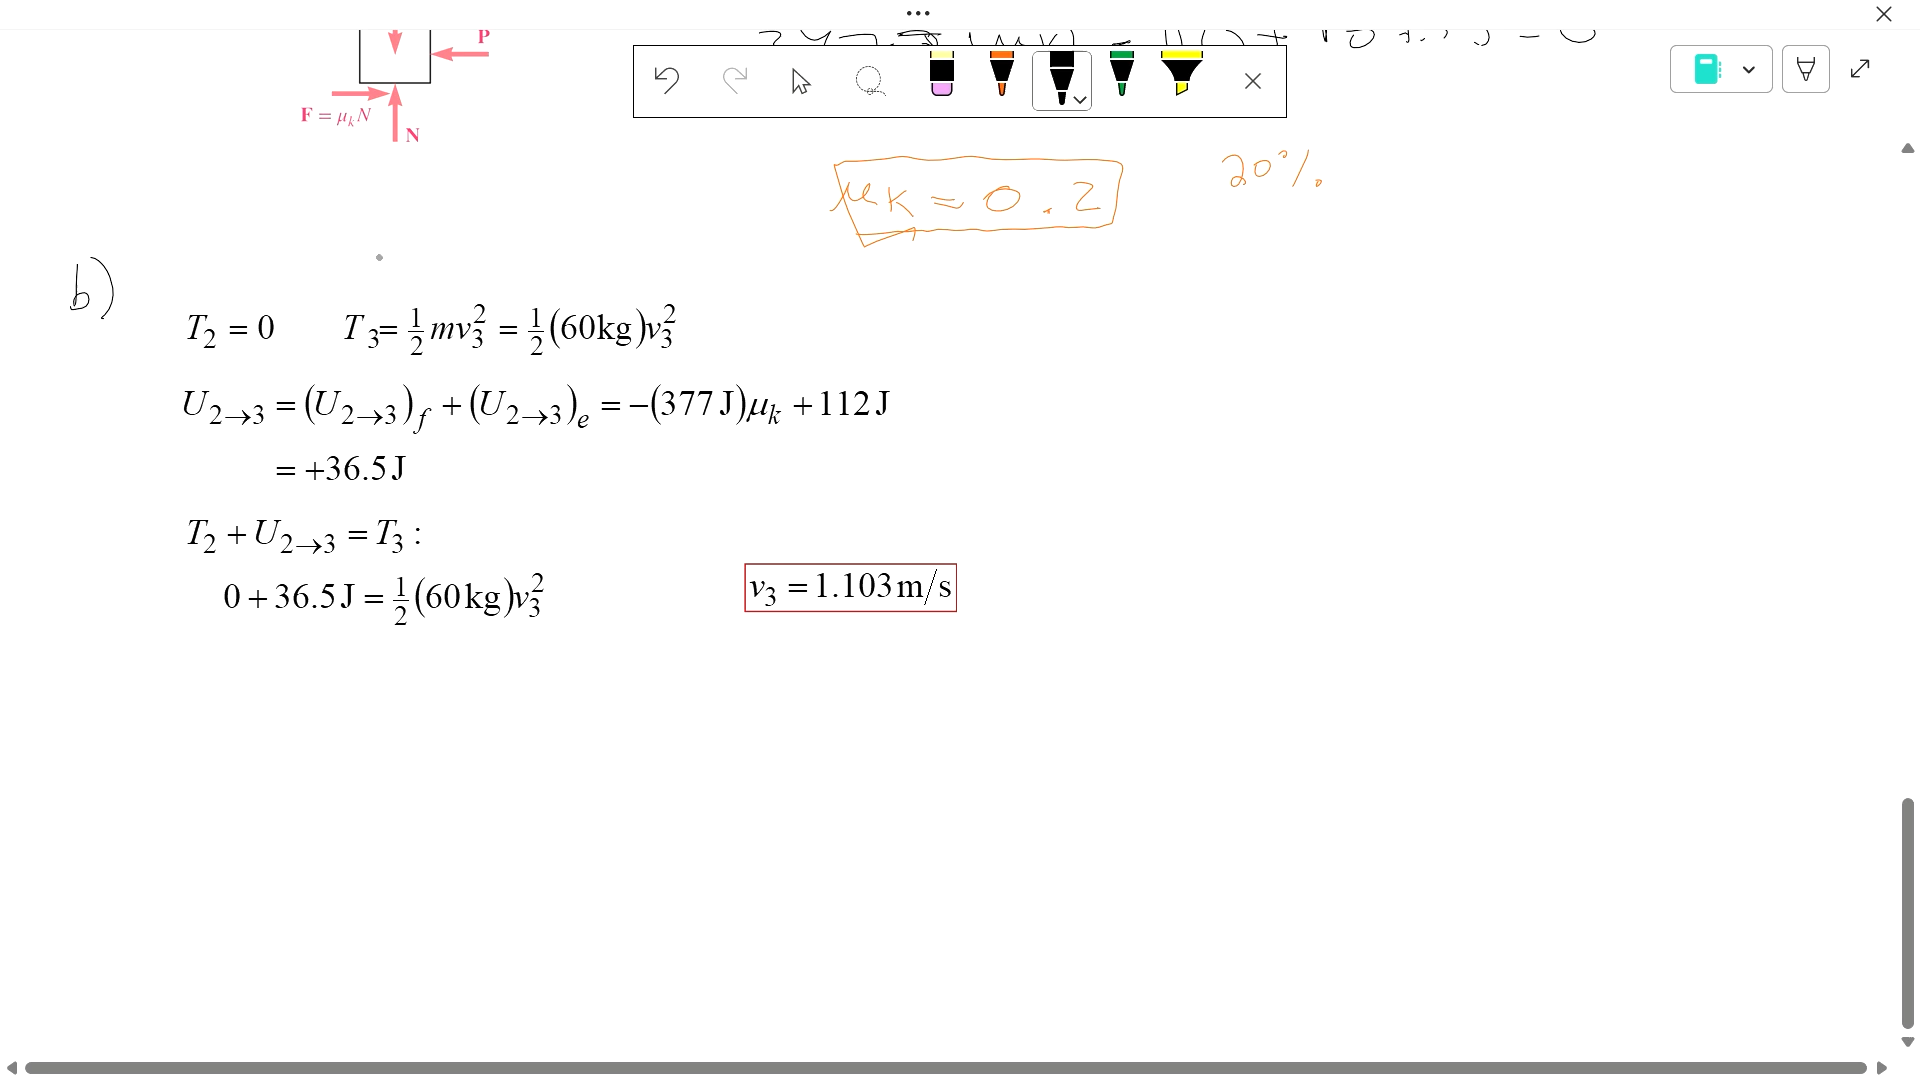 P
F = μₖN
N
μK = 0.2
20%
b)
T₂ = 0 T₃= ½ mv₃² = ½(60kg)v₃²
U₂→₃ = (U₂→₃)f + (U₂→₃)e = −(377 J)μₖ + 112 J
= +36.5 J
T₂ + U₂→₃ = T₃ :
0 + 36.5 J = ½(60 kg)v₃²
v₃ = 1.103 m/s